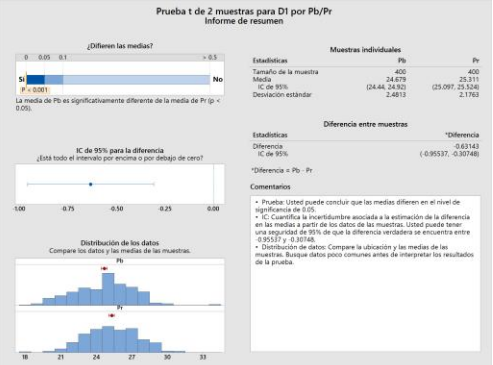 Prueba t de 2 muestras para D1 por Pb/Pr
Informe de resumen
¿Difieren las medias?
0 0.05 0.1 > 0.5
Sí No
P < 0.001
La media de Pb es significativamente diferente de la media de Pr (p <
0.05).
IC de 95% para la diferencia
¿Está todo el intervalo por encima o por debajo de cero?
-1.00 -0.75 -0.50 -0.25 0.00
Distribución de los datos
Compare los datos y las medias de las muestras.
Pb
Pr
18 21 24 27 30 33
Muestras individuales
Estadísticas Pb Pr
Tamaño de la muestra 400 400
Media 24.679 25.311
IC de 95% (24.44, 24.92) (25.097, 25.524)
Desviación estándar 2.4813 2.1763
Diferencia entre muestras
Estadísticas *Diferencia
Diferencia -0.63143
IC de 95% (-0.95537, -0.30748)
*Diferencia = Pb - Pr
Comentarios
• Prueba: Usted puede concluir que las medias difieren en el nivel de
significancia de 0.05.
• IC: Cuantifica la incertidumbre asociada a la estimación de la diferencia
en las medias a partir de los datos de las muestras. Usted puede tener
una seguridad de 95% de que la diferencia verdadera se encuentra entre
-0.95537 y -0.30748.
• Distribución de datos: Compare la ubicación y las medias de las
muestras. Busque datos poco comunes antes de interpretar los resultados
de la prueba.